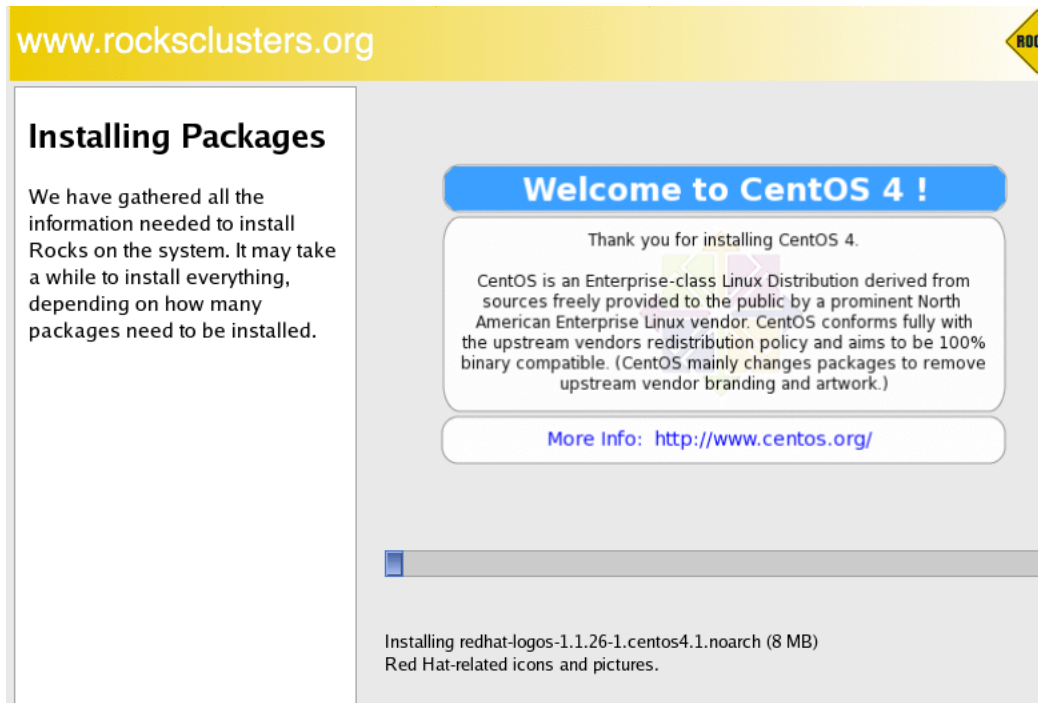 www.rocksclusters.org
Installing Packages
We have gathered all the
information needed to install
Rocks on the system. It may take
a while to install everything,
depending on how many
packages need to be installed.
Welcome to CentOS 4 !
Thank you for installing CentOS 4.
CentOS is an Enterprise-class Linux Distribution derived from
sources freely provided to the public by a prominent North
American Enterprise Linux vendor. CentOS conforms fully with
the upstream vendors redistribution policy and aims to be 100%
binary compatible. (CentOS mainly changes packages to remove
upstream vendor branding and artwork.)
More Info: http://www.centos.org/
Installing redhat-logos-1.1.26-1.centos4.1.noarch (8 MB)
Red Hat-related icons and pictures.